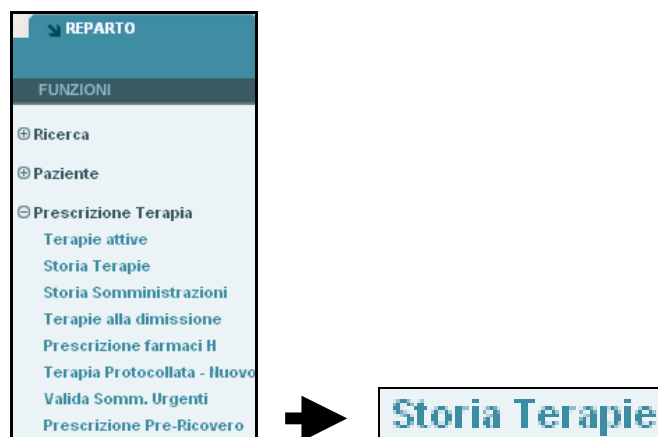 REPARTO
FUNZIONI
Ricerca
Paziente
Prescrizione Terapia
Terapie attive
Storia Terapie
Storia Somministrazioni
Terapie alla dimissione
Prescrizione farmaci H
Terapia Protocollata - Nuovo
Valida Somm. Urgenti
Prescrizione Pre-Ricovero
Storia Terapie